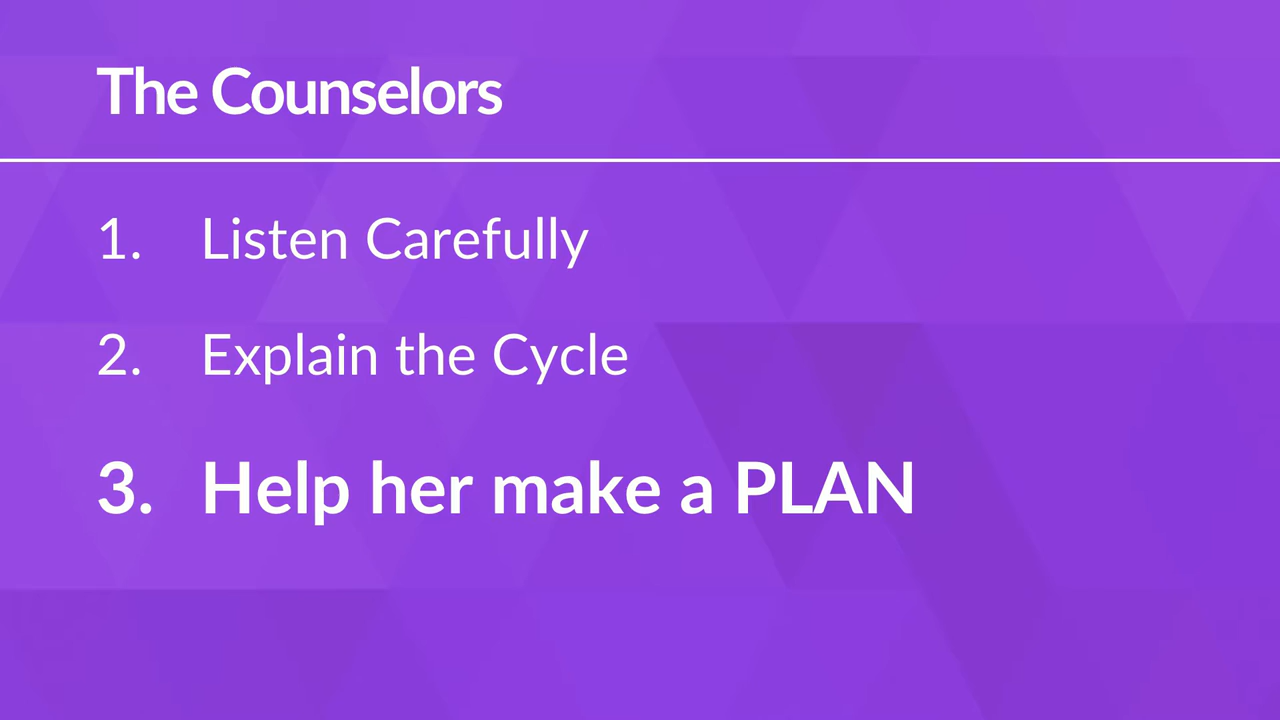 The Counselors
1. Listen Carefully
2. Explain the Cycle
3. Help her make a PLAN